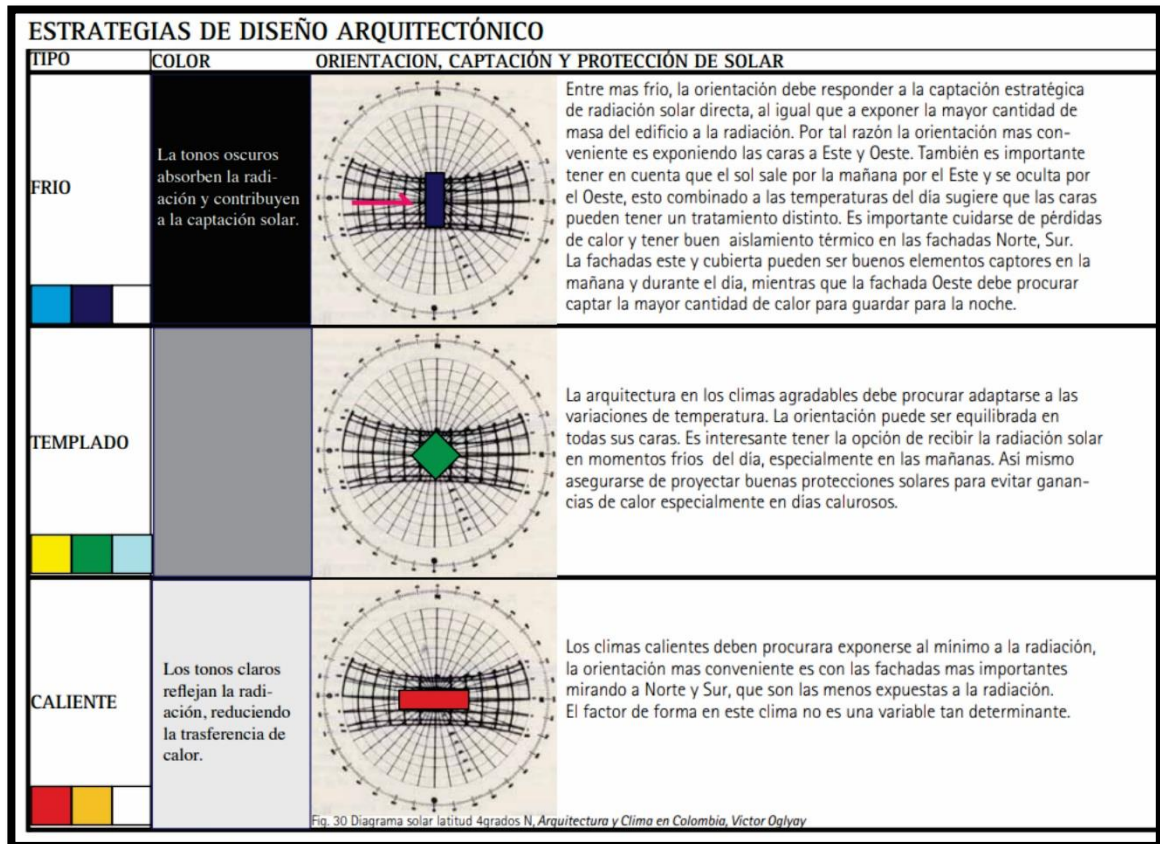 ESTRATEGIAS DE DISEÑO ARQUITECTÓNICO
TIPO
COLOR
ORIENTACION, CAPTACIÓN Y PROTECCIÓN DE SOLAR
FRIO
La tonos oscuros
absorben la radi-
ación y contribuyen
a la captación solar.
Entre mas frío, la orientación debe responder a la captación estratégica
de radiación solar directa, al igual que a exponer la mayor cantidad de
masa del edificio a la radiación. Por tal razón la orientación mas con-
veniente es exponiendo las caras a Este y Oeste. También es importante
tener en cuenta que el sol sale por la mañana por el Este y se oculta por
el Oeste, esto combinado a las temperaturas del día sugiere que las caras
pueden tener un tratamiento distinto. Es importante cuidarse de pérdidas
de calor y tener buen aislamiento térmico en las fachadas Norte, Sur.
La fachadas este y cubierta pueden ser buenos elementos captores en la
mañana y durante el día, mientras que la fachada Oeste debe procurar
captar la mayor cantidad de calor para guardar para la noche.
TEMPLADO
La arquitectura en los climas agradables debe procurar adaptarse a las
variaciones de temperatura. La orientación puede ser equilibrada en
todas sus caras. Es interesante tener la opción de recibir la radiación solar
en momentos fríos del día, especialmente en las mañanas. Asi mismo
asegurarse de proyectar buenas protecciones solares para evitar ganan-
cias de calor especialmente en días calurosos.
CALIENTE
Los tonos claros
reflejan la radi-
ación, reduciendo
la trasferencia de
calor.
Los climas calientes deben procurara exponerse al mínimo a la radiación,
la orientación mas conveniente es con las fachadas mas importantes
mirando a Norte y Sur, que son las menos expuestas a la radiación.
El factor de forma en este clima no es una variable tan determinante.
Fig. 30 Diagrama solar latitud 4grados N, Arquitectura y Clima en Colombia, Victor Oglyay